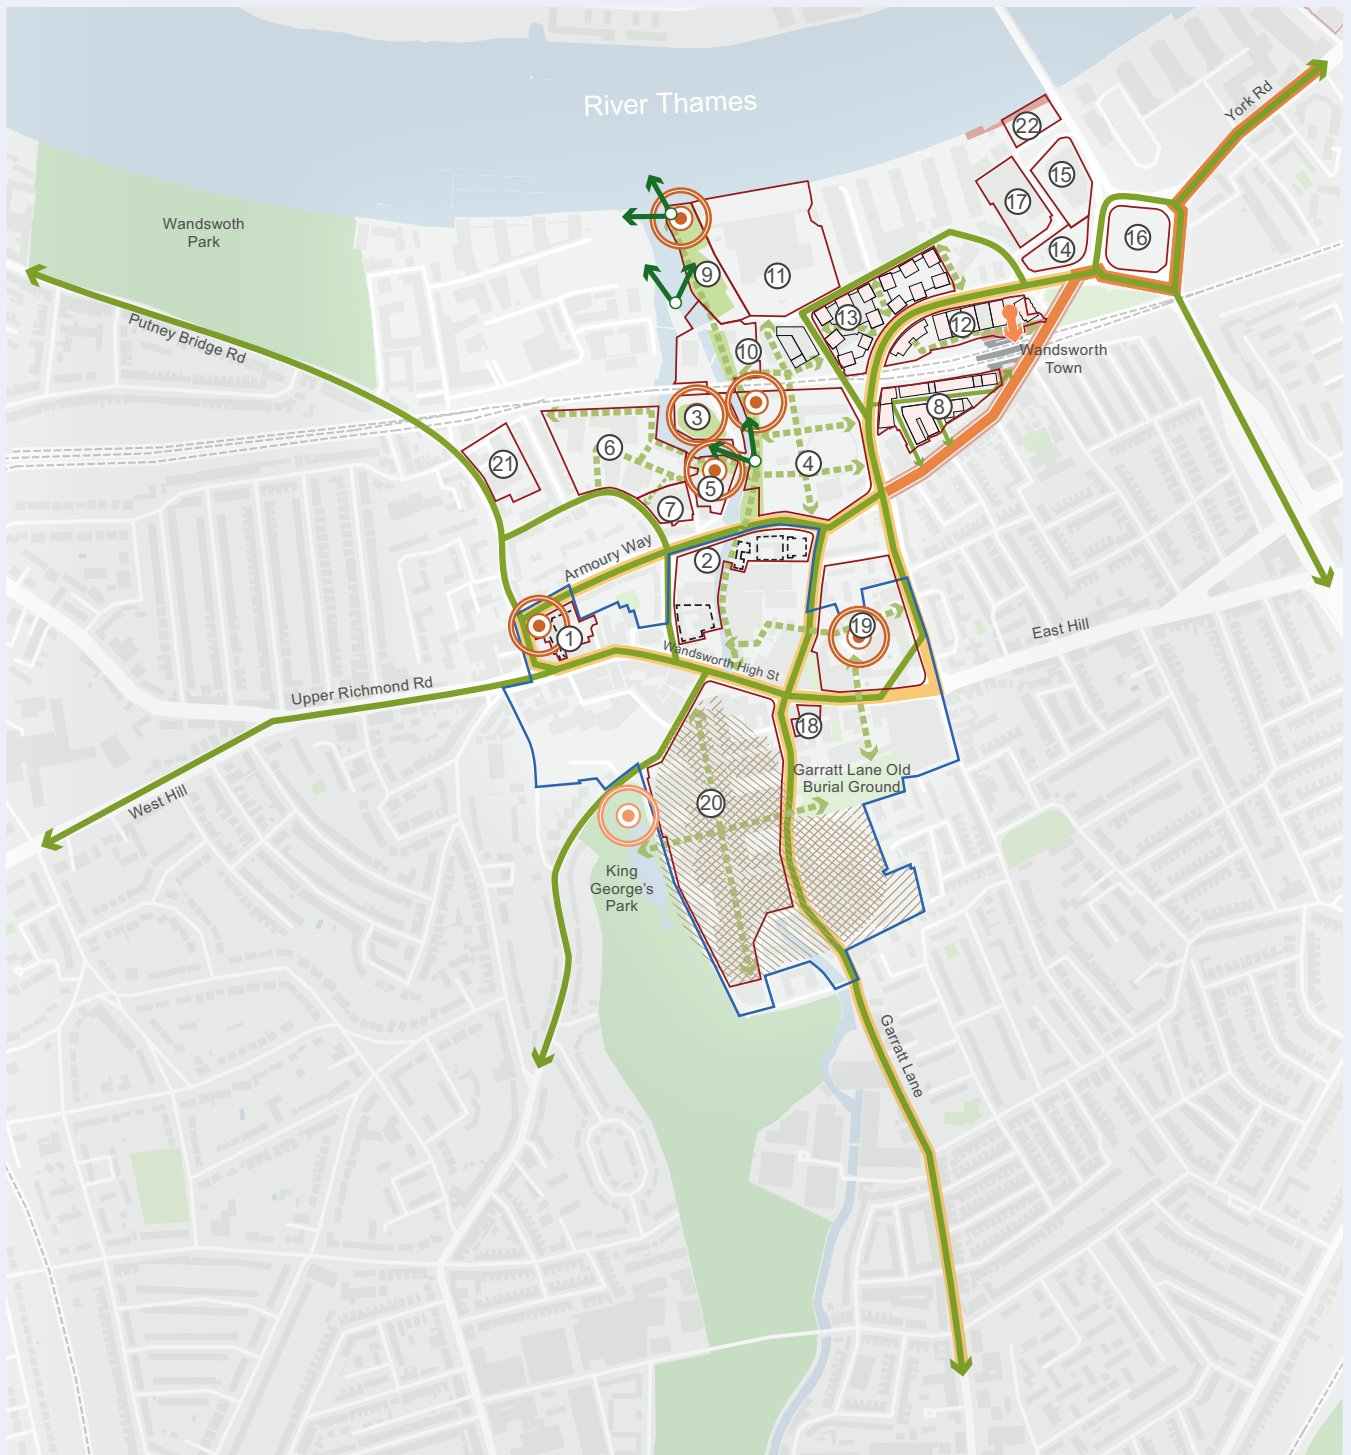 River Thames
York Rd
22
15
17
14
16
Wandswoth
Park
9
11
13
12
10
Wandsworth
Town
Putney Bridge Rd
3
8
6
4
21
5
7
Armoury Way
2
1
19
Wandsworth High St
East Hill
Upper Richmond Rd
18
Garratt Lane Old
Burial Ground
20
West Hill
King
George's
Park
Garratt Lane